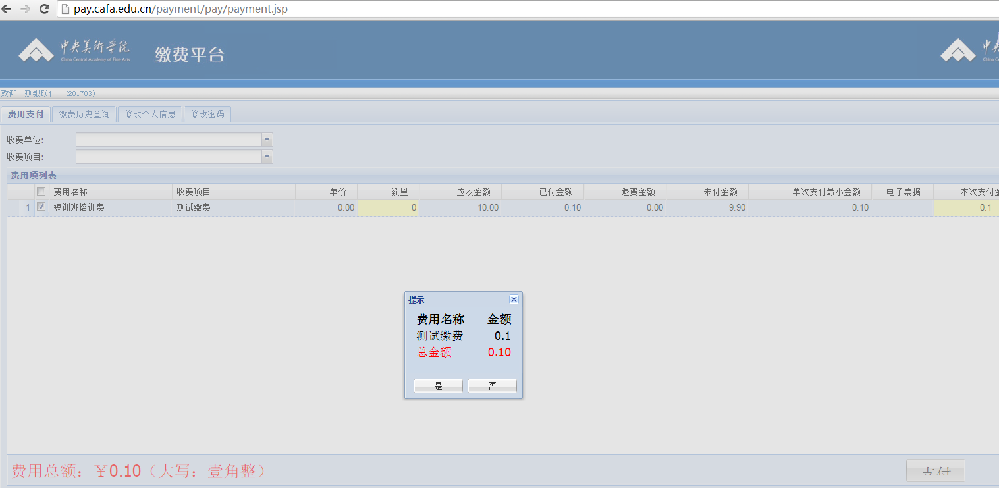 pay.cafa.edu.cn/payment/pay/payment.jsp
中央美術学院 缴费平台 中央
China Central Academy of Fine Arts China Ce
欢迎 测银联付 (201703)
费用支付 缴费历史查询 修改个人信息 修改密码
收费单位:
收费项目:
费用项列表
费用名称 收费项目 单价 数量 应收金额 已付金额 退费金额 未付金额 单次支付最小金额 电子票据 本次支付金
1 短训班培训费 测试缴费 0.00 0 10.00 0.10 0.00 9.90 0.10 0.1
提示
费用名称 金额
测试缴费 0.1
总金额 0.10
是 否
费用总额：￥0.10（大写：壹角整）
支付